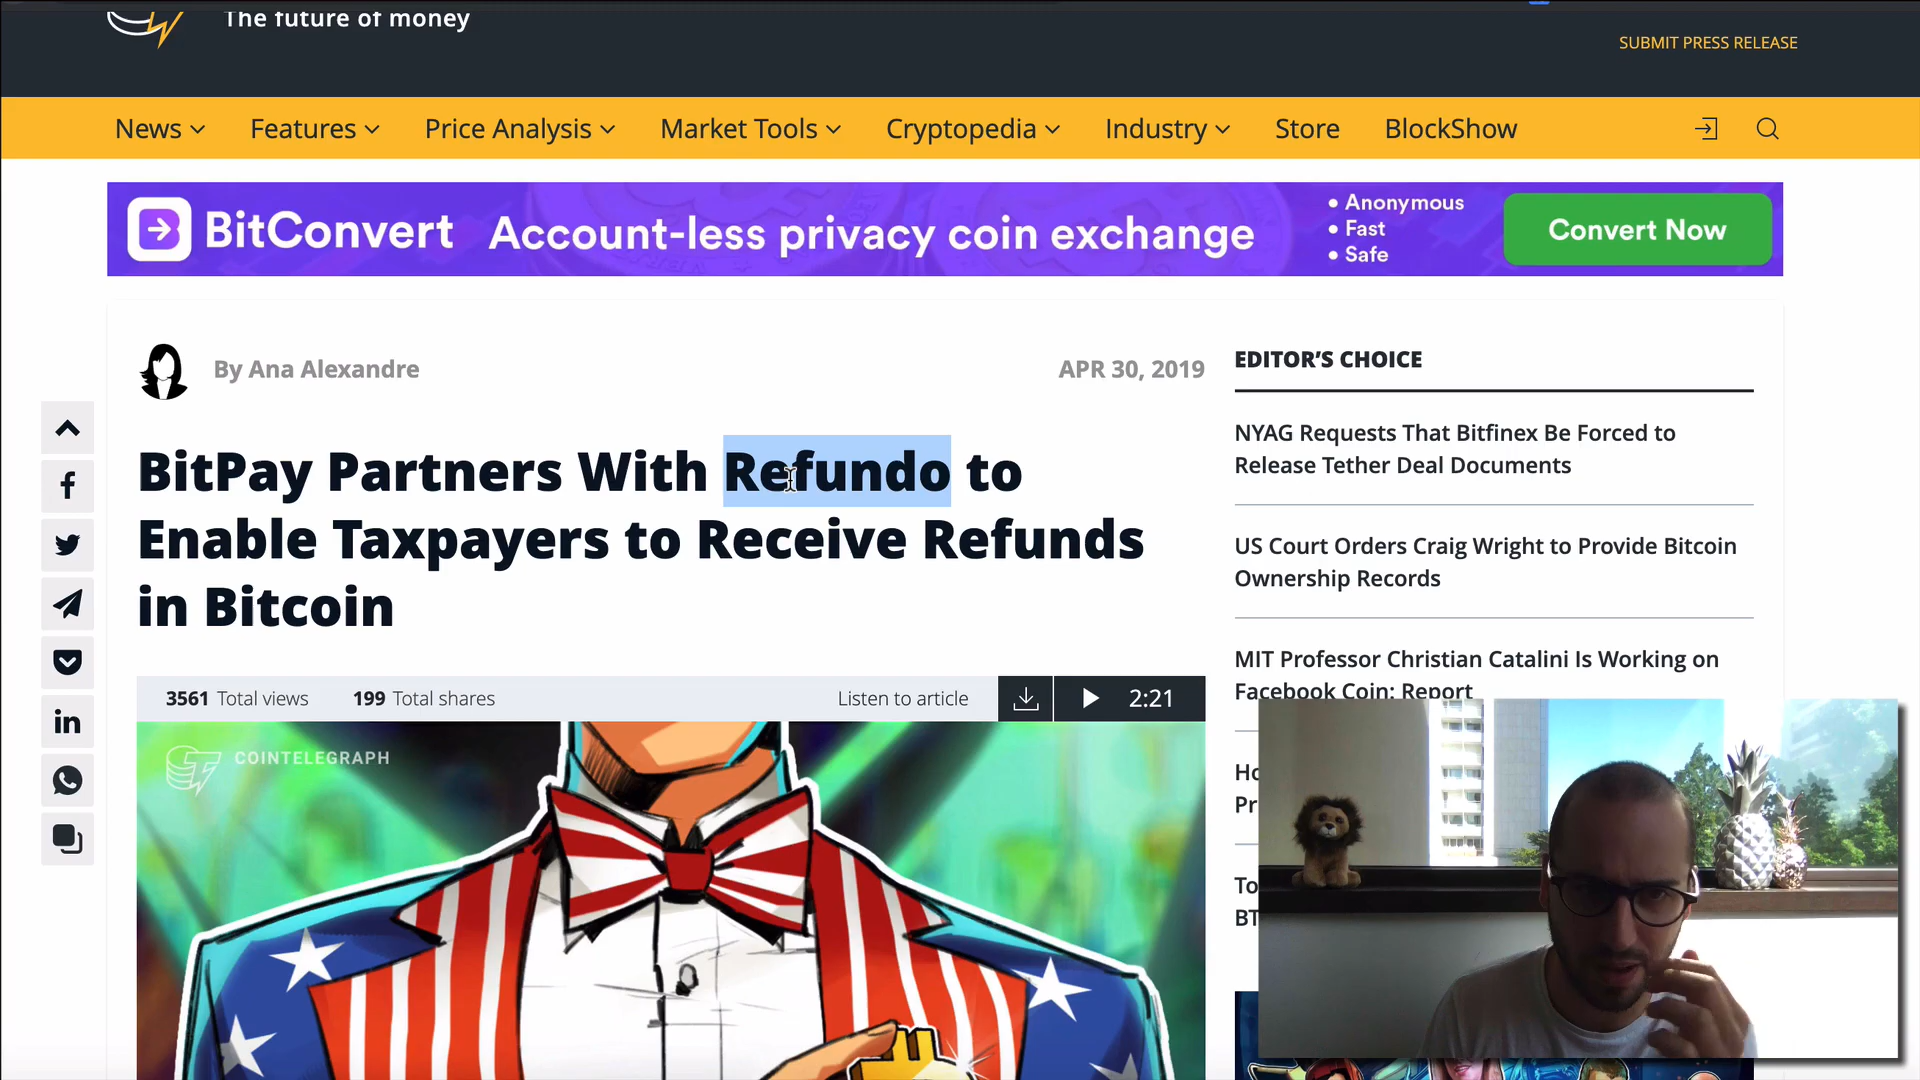 The future of money
SUBMIT PRESS RELEASE
News Features Price Analysis Market Tools Cryptopedia Industry Store BlockShow
BitConvert Account-less privacy coin exchange
• Anonymous
• Fast
• Safe
Convert Now
By Ana Alexandre
APR 30, 2019
BitPay Partners With Refundo to
Enable Taxpayers to Receive Refunds
in Bitcoin
3561 Total views 199 Total shares Listen to article 2:21
COINTELEGRAPH
EDITOR'S CHOICE
NYAG Requests That Bitfinex Be Forced to
Release Tether Deal Documents
US Court Orders Craig Wright to Provide Bitcoin
Ownership Records
MIT Professor Christian Catalini Is Working on
Facebook Coin: Report